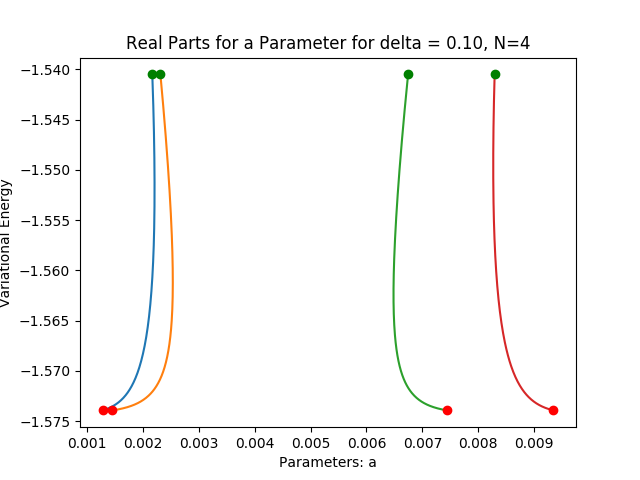 Real Parts for a Parameter for delta = 0.10, N=4
−1.540
−1.545
−1.550
−1.555
−1.560
−1.565
−1.570
−1.575
Variational Energy
0.001 0.002 0.003 0.004 0.005 0.006 0.007 0.008 0.009
Parameters: a